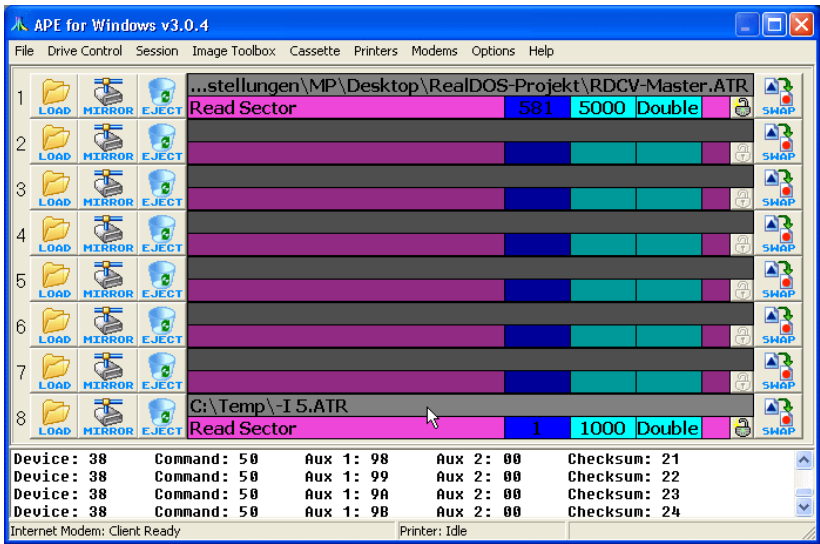 APE for Windows v3.0.4
File Drive Control Session Image Toolbox Cassette Printers Modems Options Help
...stellungen\MP\Desktop\RealDOS-Projekt\RDCV-Master.ATR
1 LOAD MIRROR EJECT Read Sector 581 5000 Double SWAP
2 LOAD MIRROR EJECT SWAP
3 LOAD MIRROR EJECT SWAP
4 LOAD MIRROR EJECT SWAP
5 LOAD MIRROR EJECT SWAP
6 LOAD MIRROR EJECT SWAP
7 LOAD MIRROR EJECT SWAP
C:\Temp\-I 5.ATR
8 LOAD MIRROR EJECT Read Sector 1 1000 Double SWAP
Device: 38 Command: 50 Aux 1: 98 Aux 2: 00 Checksum: 21
Device: 38 Command: 50 Aux 1: 99 Aux 2: 00 Checksum: 22
Device: 38 Command: 50 Aux 1: 9A Aux 2: 00 Checksum: 23
Device: 38 Command: 50 Aux 1: 9B Aux 2: 00 Checksum: 24
Internet Modem: Client Ready Printer: Idle